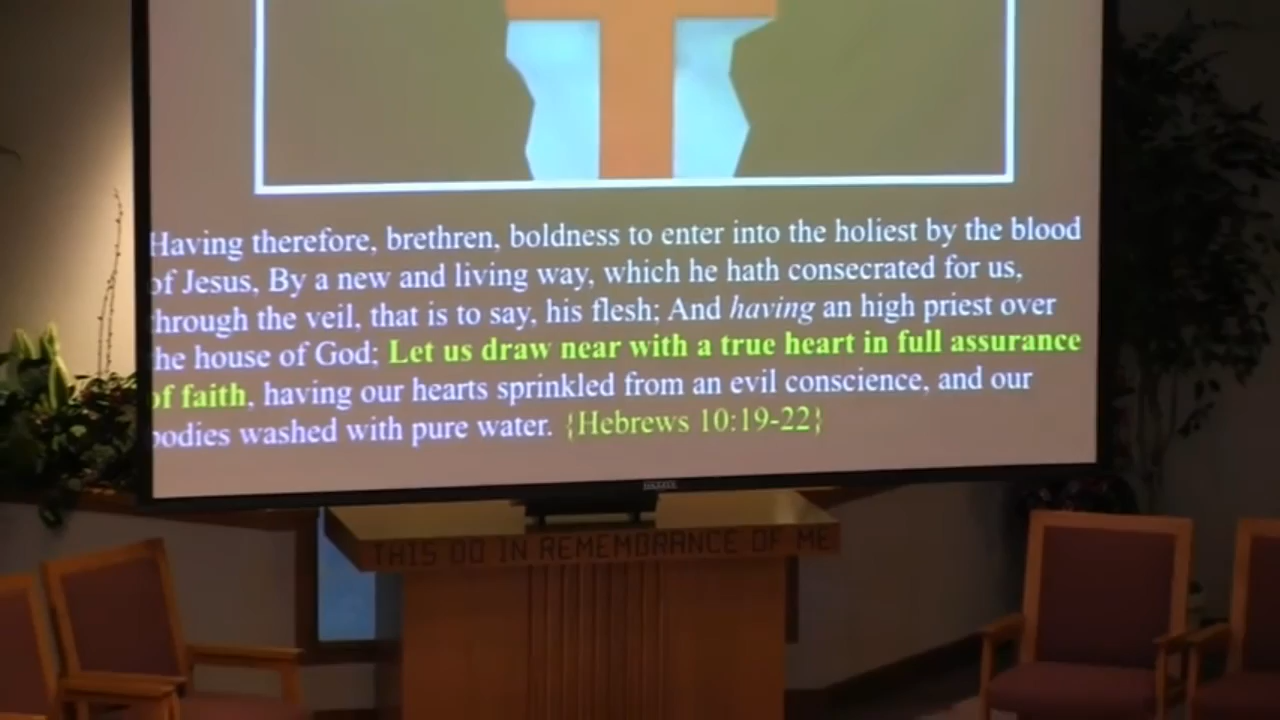 Having therefore, brethren, boldness to enter into the holiest by the blood
of Jesus, By a new and living way, which he hath consecrated for us,
through the veil, that is to say, his flesh; And having an high priest over
the house of God; Let us draw near with a true heart in full assurance
of faith, having our hearts sprinkled from an evil conscience, and our
bodies washed with pure water. {Hebrews 10:19-22}
THIS DO IN REMEMBRANCE OF ME